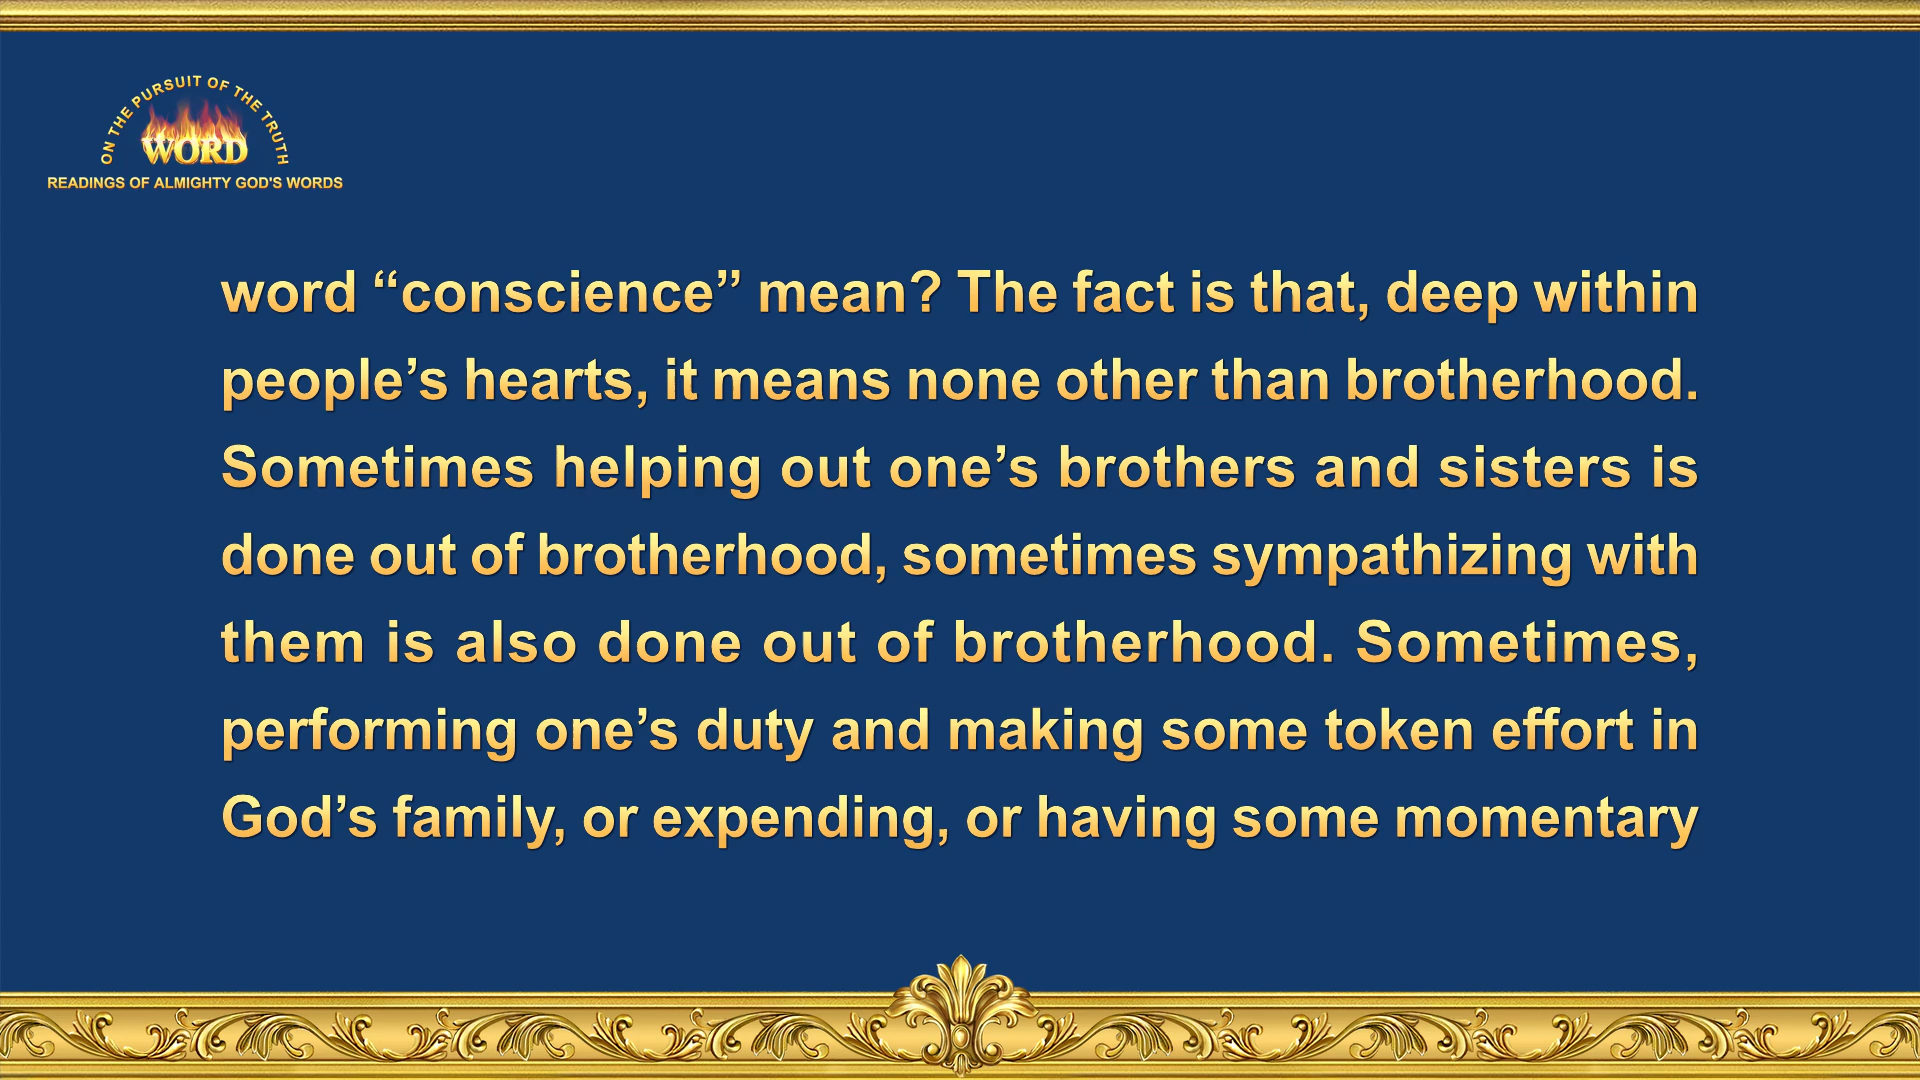 ON THE PURSUIT OF THE TRUTH
WORD
READINGS OF ALMIGHTY GOD'S WORDS
word “conscience” mean? The fact is that, deep within
people’s hearts, it means none other than brotherhood.
Sometimes helping out one’s brothers and sisters is
done out of brotherhood, sometimes sympathizing with
them is also done out of brotherhood. Sometimes,
performing one’s duty and making some token effort in
God’s family, or expending, or having some momentary